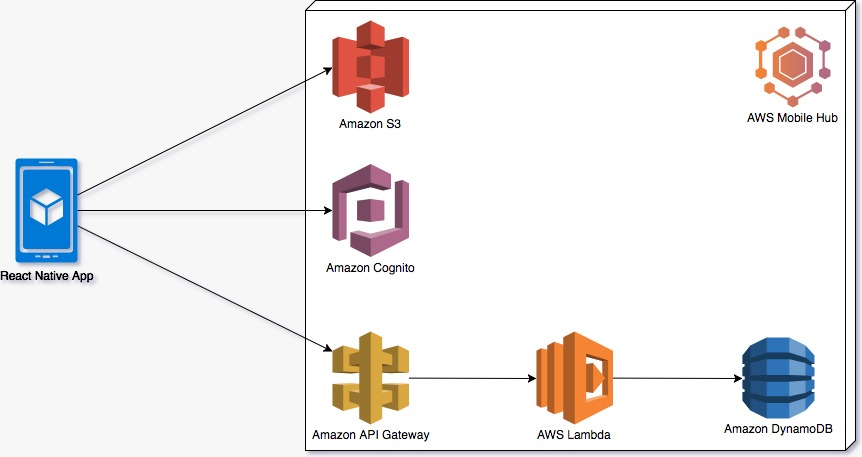 Amazon S3
AWS Mobile Hub
React Native App
Amazon Cognito
Amazon API Gateway
AWS Lambda
Amazon DynamoDB